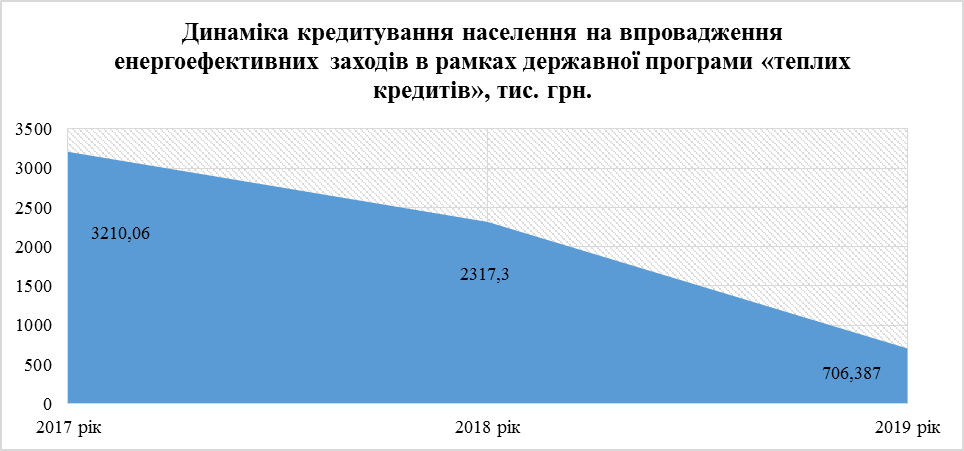 Динаміка кредитування населення на впровадження
енергоефективних заходів в рамках державної програми «теплих
кредитів», тис. грн.
3500
3000
2500
2000
1500
1000
500
0
3210,06
2317,3
706,387
2017 рік
2018 рік
2019 рік